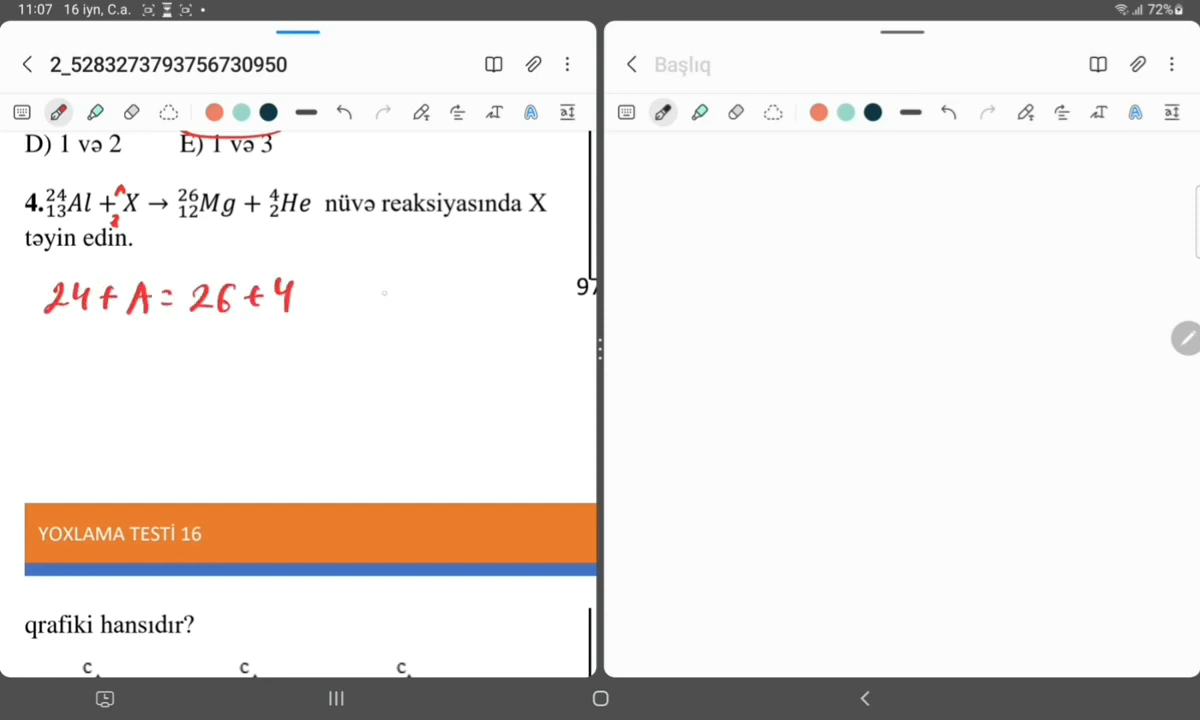 11:07 16 iyn, C.a. 72%
2_5283273793756730950
D) 1 və 2 E) 1 və 3
4. ²⁴₁₃Al + ᴬ_zX → ²⁶₁₂Mg + ⁴₂He nüvə reaksiyasında X
təyin edin.
24 + A = 26 + 4
97
YOXLAMA TESTİ 16
qrafiki hansıdır?
c c c
Başlıq